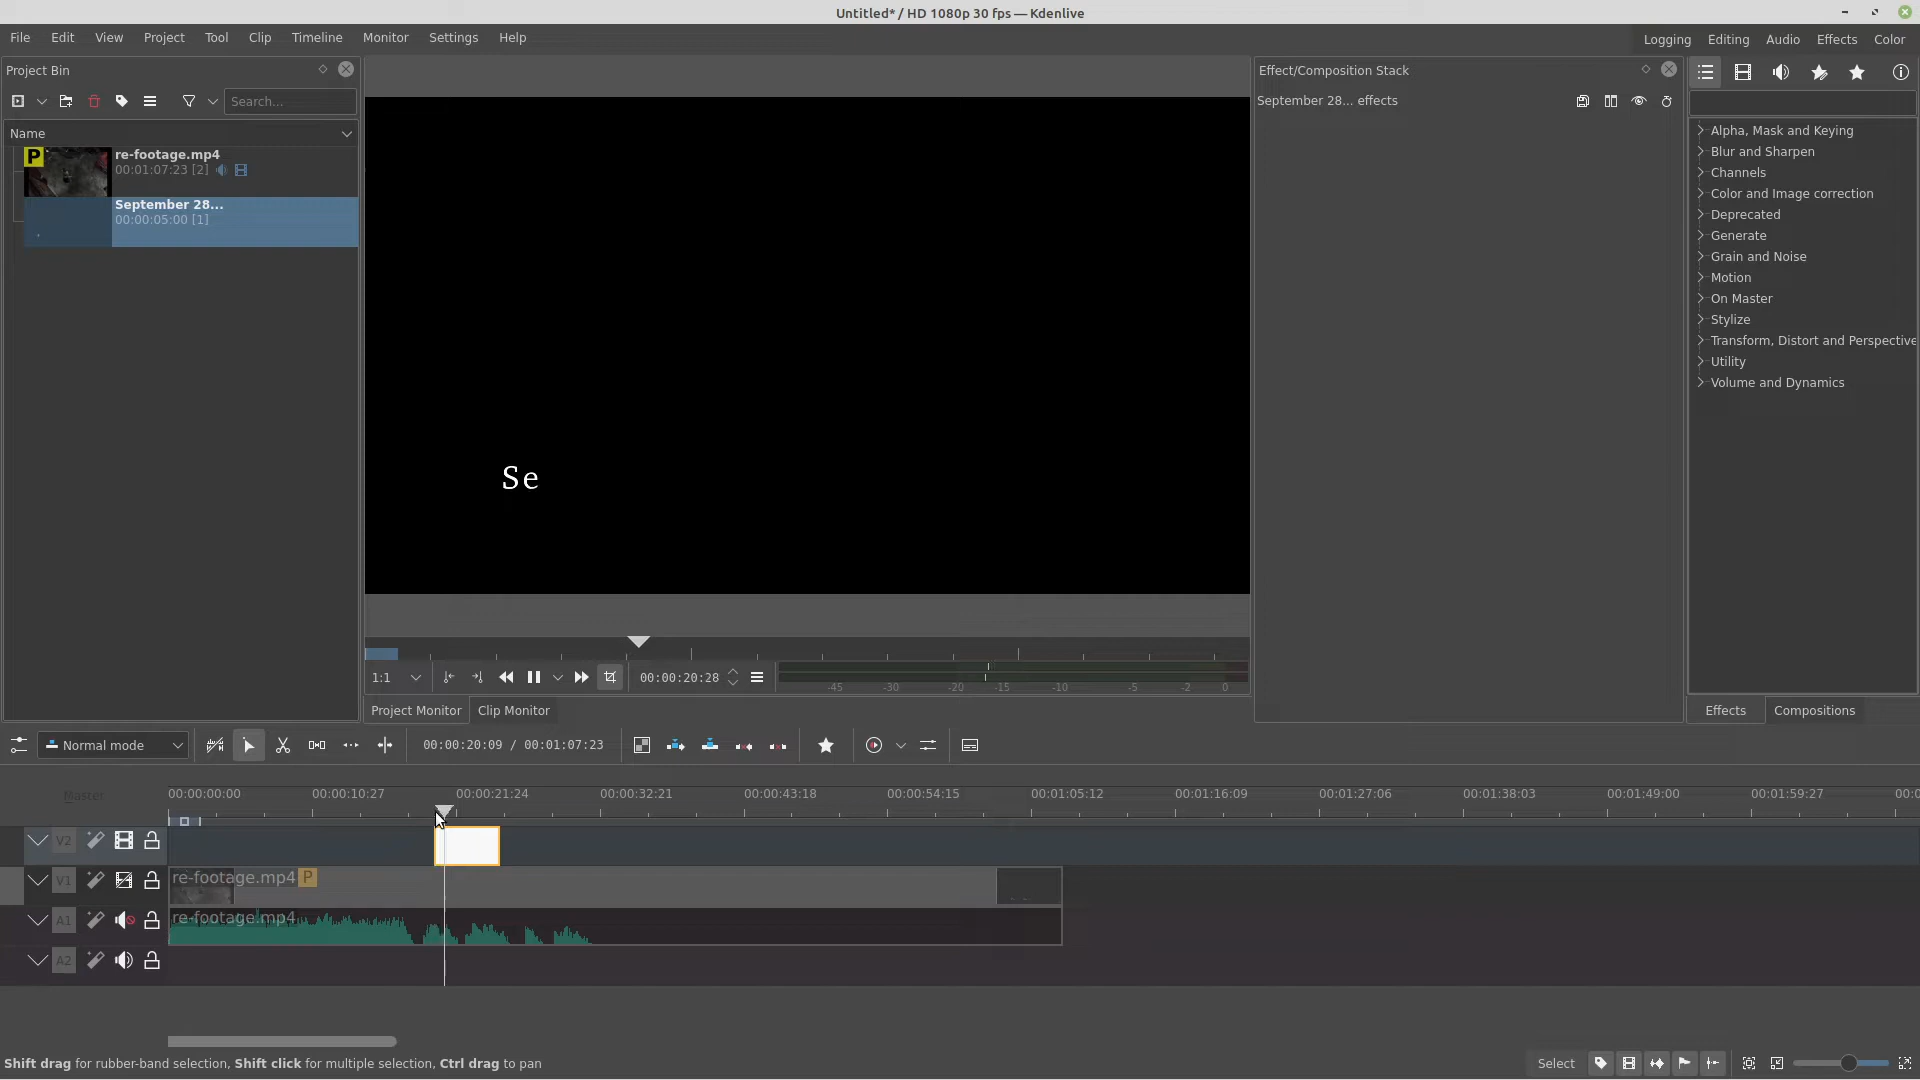 Untitled* / HD 1080p 30 fps — Kdenlive
File Edit View Project Tool Clip Timeline Monitor Settings Help
Logging Editing Audio Effects Color
Project Bin
Search...
Name
P
re-footage.mp4
00:01:07:23 [2]
September 28...
00:00:05:00 [1]
Se
1:1
00:00:20:28
-45 -30 -20 -15 -10 -5 -2 0
Project Monitor Clip Monitor
Effect/Composition Stack
September 28... effects
Alpha, Mask and Keying
Blur and Sharpen
Channels
Color and Image correction
Deprecated
Generate
Grain and Noise
Motion
On Master
Stylize
Transform, Distort and Perspective
Utility
Volume and Dynamics
Effects Compositions
Normal mode
00:00:20:09 / 00:01:07:23
Master
00:00:00:00 00:00:10:27 00:00:21:24 00:00:32:21 00:00:43:18 00:00:54:15 00:01:05:12 00:01:16:09 00:01:27:06 00:01:38:03 00:01:49:00 00:01:59:27 00:0
V2
V1
re-footage.mp4 P
A1
re-footage.mp4
A2
Shift drag for rubber-band selection, Shift click for multiple selection, Ctrl drag to pan
Select